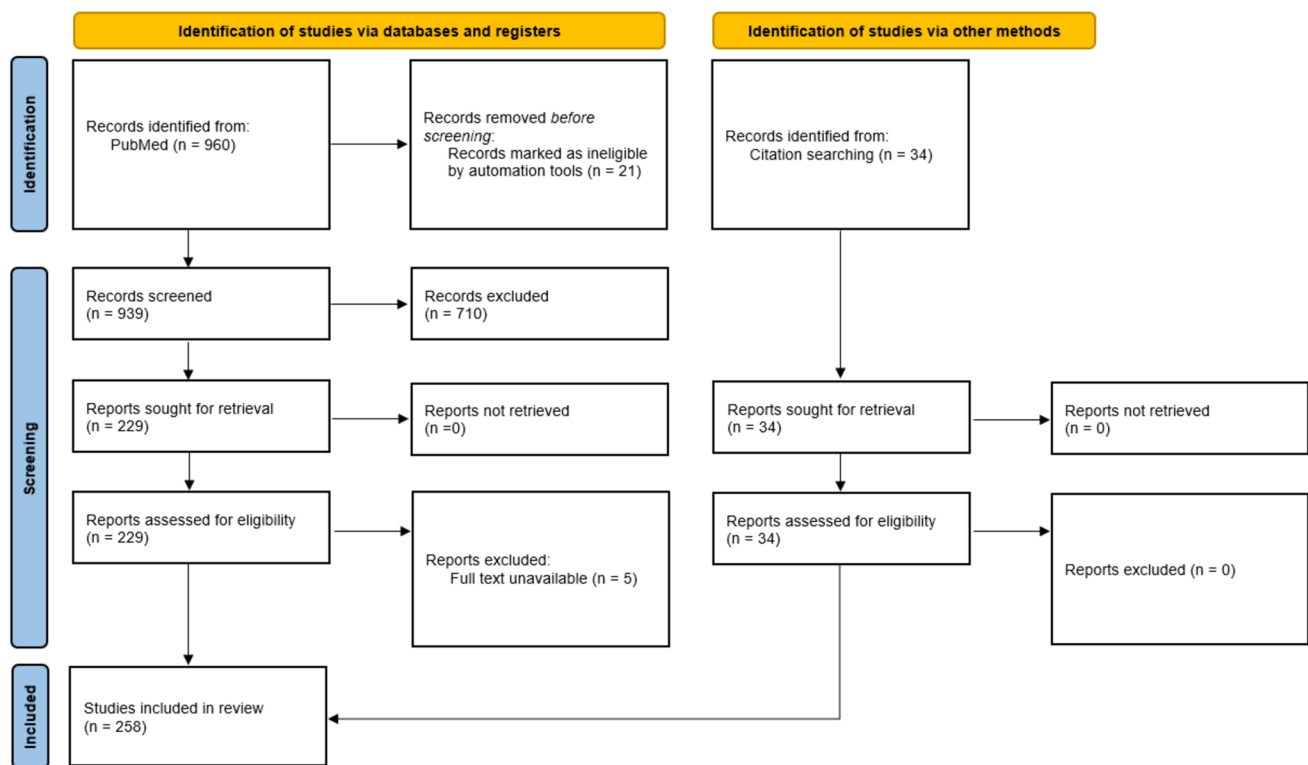 Identification of studies via databases and registers
Identification of studies via other methods
Identification
Records identified from:
PubMed (n = 960)
Records removed before
screening:
Records marked as ineligible
by automation tools (n = 21)
Records identified from:
Citation searching (n = 34)
Screening
Records screened
(n = 939)
Records excluded
(n = 710)
Reports sought for retrieval
(n = 229)
Reports not retrieved
(n =0)
Reports sought for retrieval
(n = 34)
Reports not retrieved
(n = 0)
Reports assessed for eligibility
(n = 229)
Reports excluded:
Full text unavailable (n = 5)
Reports assessed for eligibility
(n = 34)
Reports excluded (n = 0)
Included
Studies included in review
(n = 258)